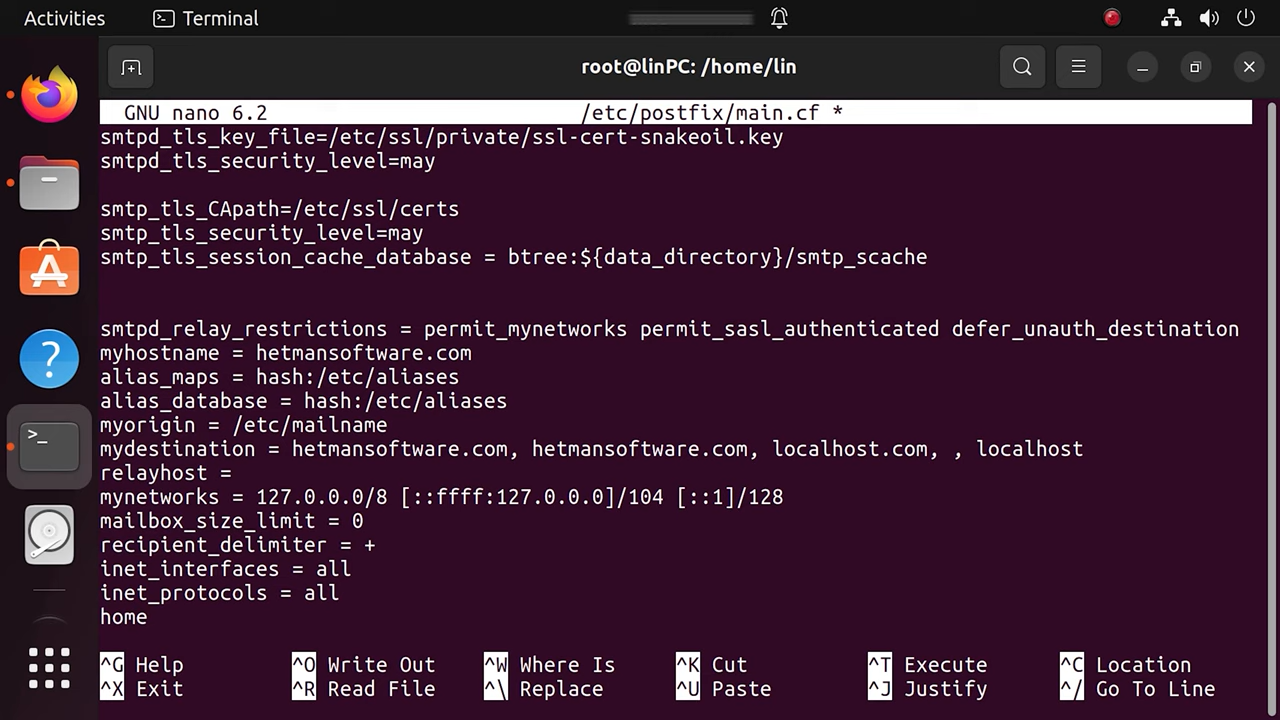 Activities Terminal
root@linPC: /home/lin
GNU nano 6.2 /etc/postfix/main.cf *
smtpd_tls_key_file=/etc/ssl/private/ssl-cert-snakeoil.key
smtpd_tls_security_level=may
smtp_tls_CApath=/etc/ssl/certs
smtp_tls_security_level=may
smtp_tls_session_cache_database = btree:${data_directory}/smtp_scache
smtpd_relay_restrictions = permit_mynetworks permit_sasl_authenticated defer_unauth_destination
myhostname = hetmansoftware.com
alias_maps = hash:/etc/aliases
alias_database = hash:/etc/aliases
myorigin = /etc/mailname
mydestination = hetmansoftware.com, hetmansoftware.com, localhost.com, , localhost
relayhost =
mynetworks = 127.0.0.0/8 [::ffff:127.0.0.0]/104 [::1]/128
mailbox_size_limit = 0
recipient_delimiter = +
inet_interfaces = all
inet_protocols = all
home
^G Help ^O Write Out ^W Where Is ^K Cut ^T Execute ^C Location
^X Exit ^R Read File ^\ Replace ^U Paste ^J Justify ^/ Go To Line